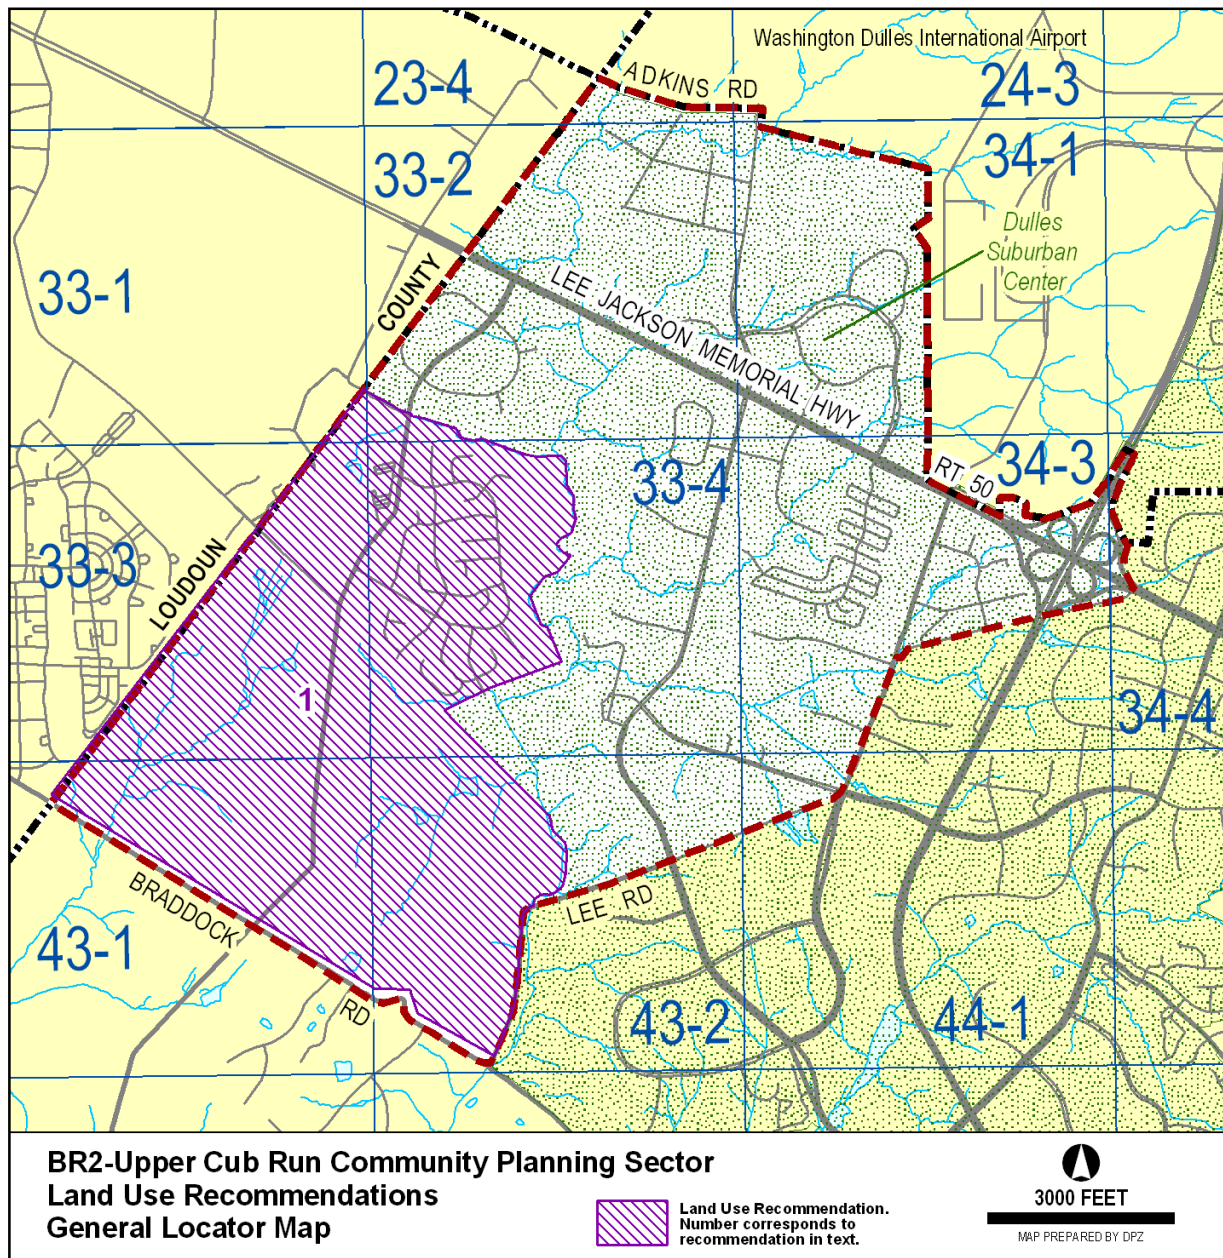 Washington Dulles International Airport
ADKINS RD
23-4
24-3
33-2
34-1
Dulles
Suburban
Center
33-1
COUNTY
LEE JACKSON MEMORIAL HWY
RT 50
34-3
33-4
33-3
LOUDOUN
1
34-4
BRADDOCK
RD
LEE RD
43-1
43-2
44-1
BR2-Upper Cub Run Community Planning Sector
Land Use Recommendations
General Locator Map
Land Use Recommendation.
Number corresponds to
recommendation in text.
3000 FEET
MAP PREPARED BY DPZ